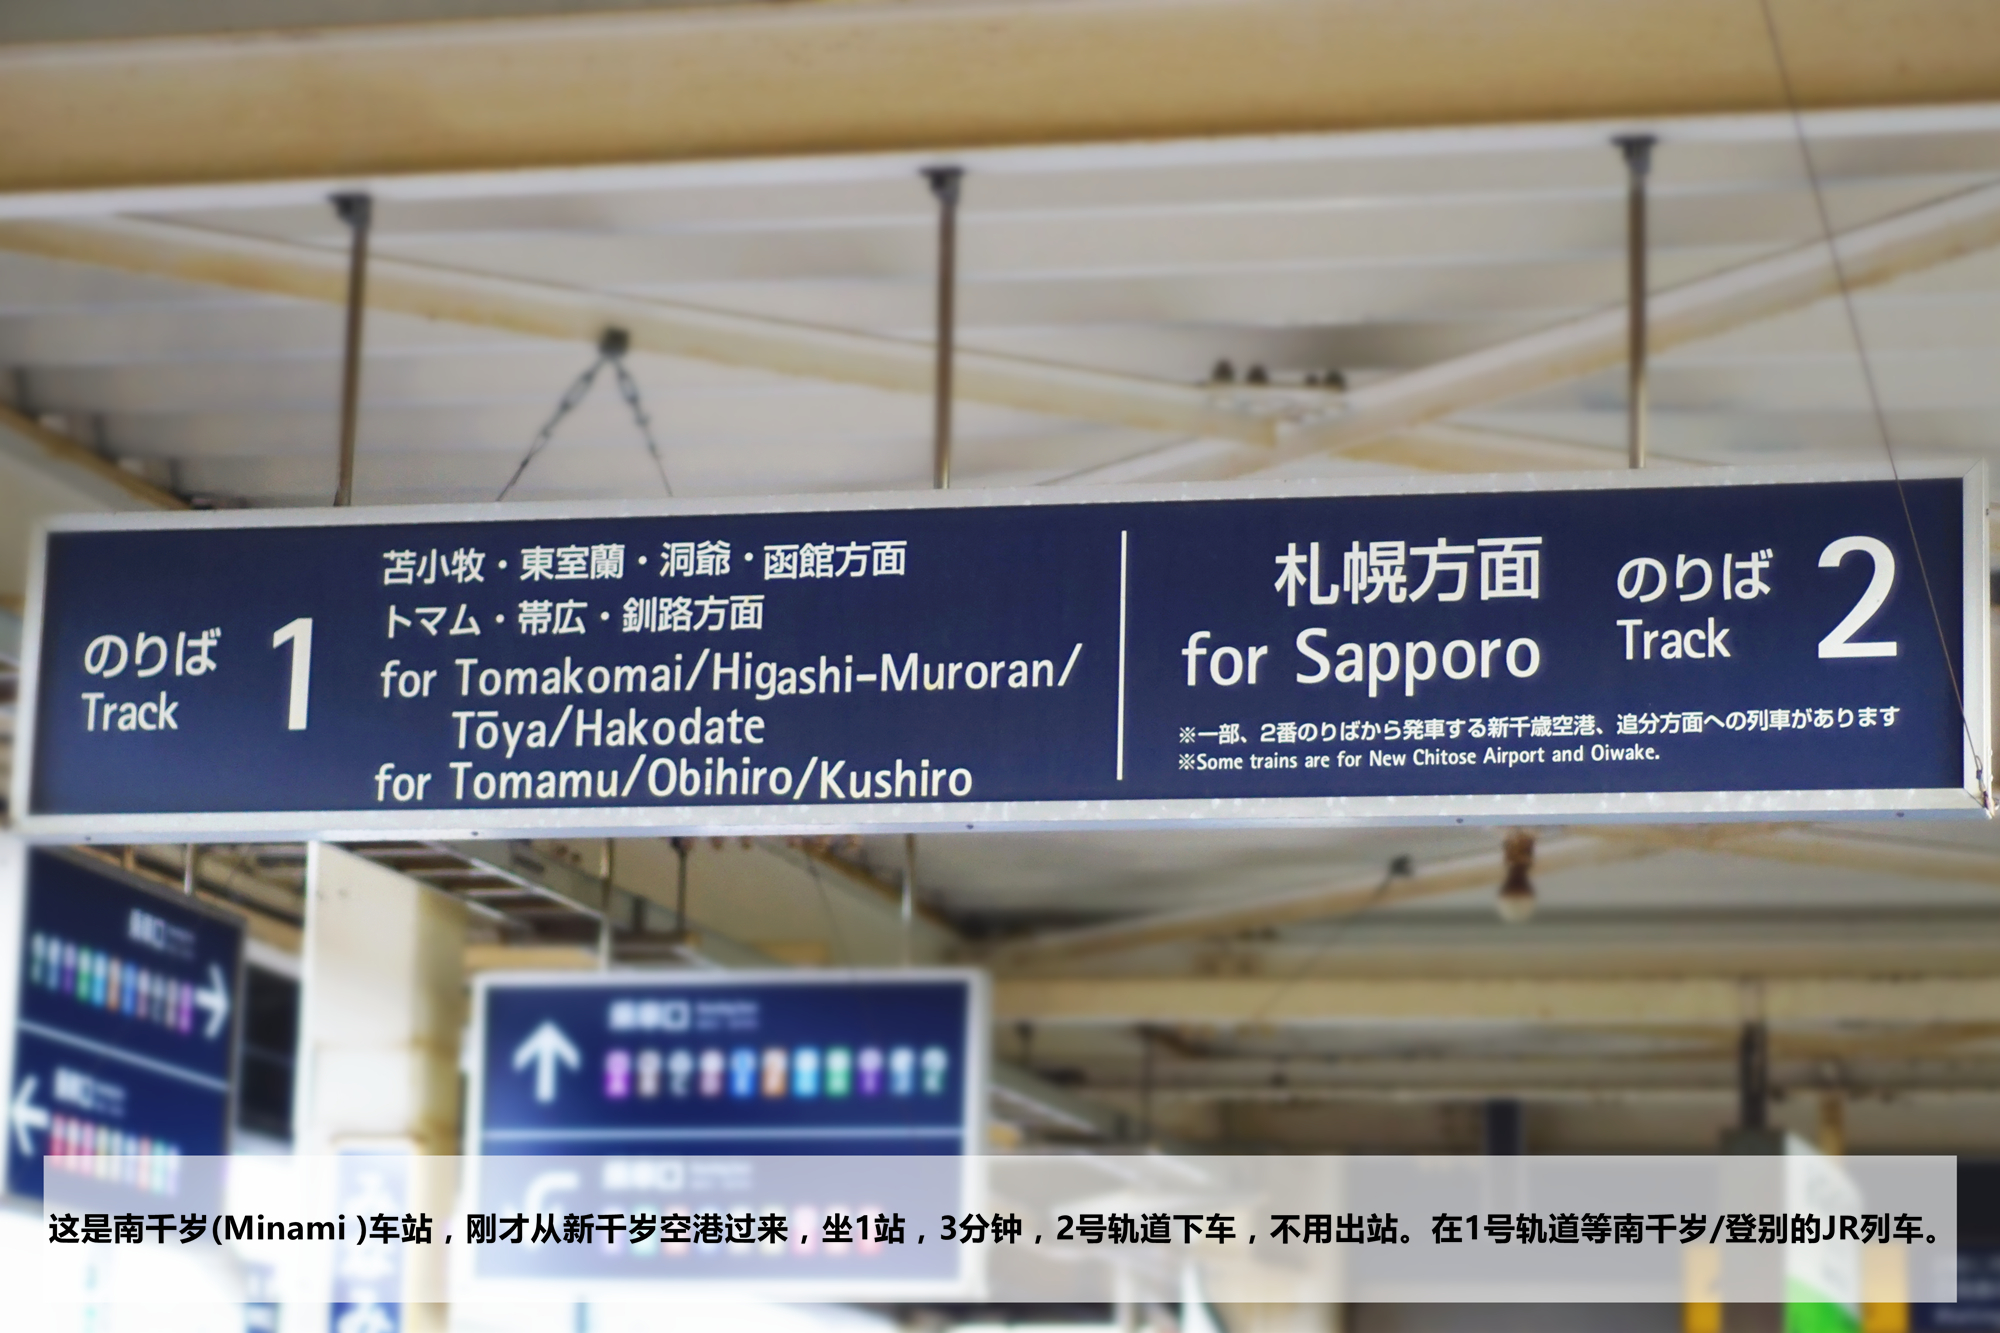 のりば
Track
1
苫小牧・東室蘭・洞爺・函館方面
トマム・帯広・釧路方面
for Tomakomai/Higashi-Muroran/
Tōya/Hakodate
for Tomamu/Obihiro/Kushiro
札幌方面
for Sapporo
のりば
Track
2
※一部、2番のりばから発車する新千歳空港、追分方面への列車があります
※Some trains are for New Chitose Airport and Oiwake.
这是南千岁(Minami )车站，刚才从新千岁空港过来，坐1站，3分钟，2号轨道下车，不用出站。在1号轨道等南千岁/登别的JR列车。